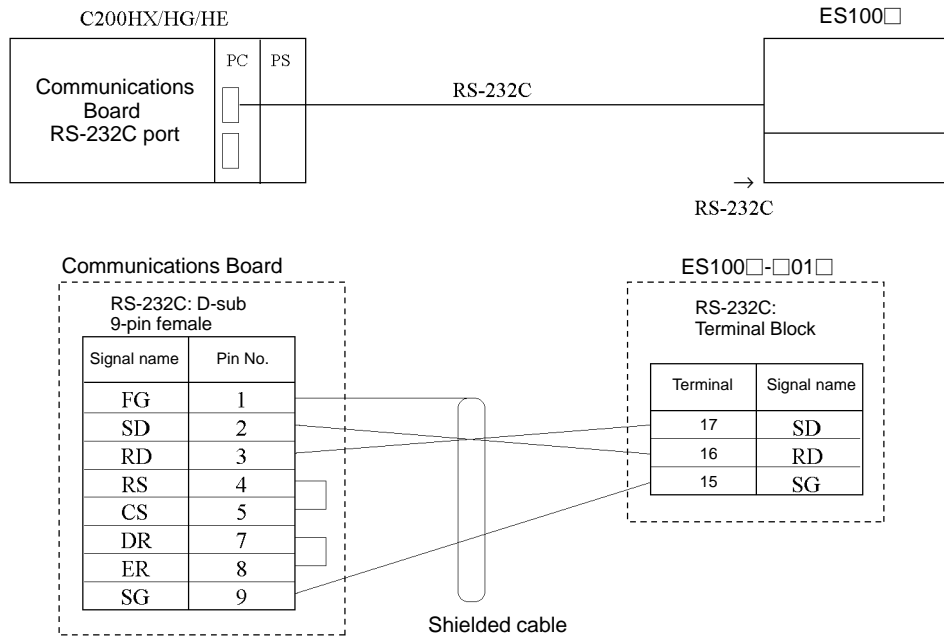 C200HX/HG/HE
ES100□
PC PS
Communications
Board
RS-232C port
RS-232C
→
RS-232C
Communications Board
RS-232C: D-sub
9-pin female
Signal name Pin No.
FG 1
SD 2
RD 3
RS 4
CS 5
DR 7
ER 8
SG 9
Shielded cable
ES100□-□01□
RS-232C:
Terminal Block
Terminal Signal name
17 SD
16 RD
15 SG